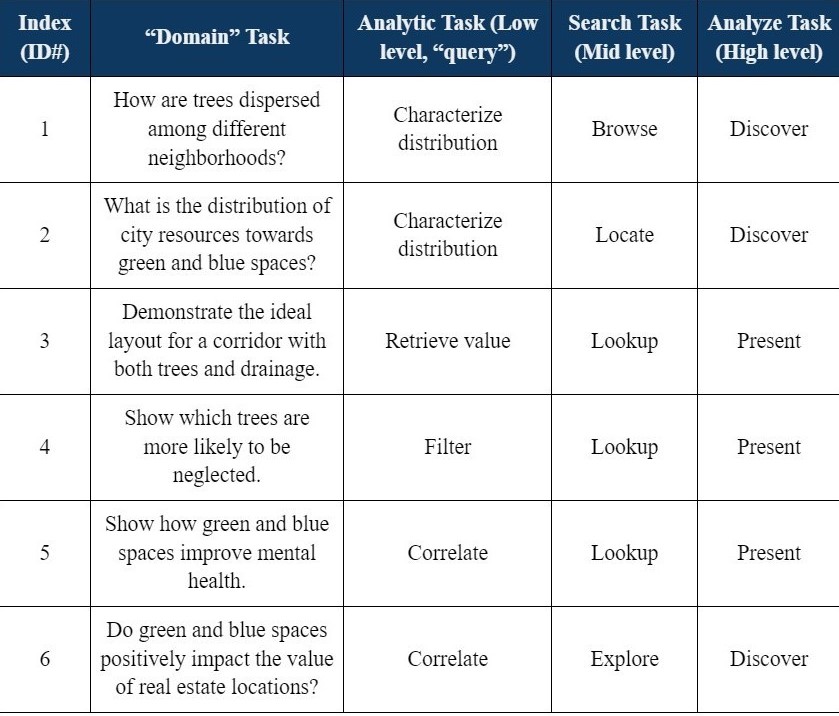 Index (ID#)
“Domain” Task
Analytic Task (Low level, “query”)
Search Task (Mid level)
Analyze Task (High level)
1
How are trees dispersed
among different
neighborhoods?
Characterize
distribution
Browse
Discover
2
What is the distribution of
city resources towards
green and blue spaces?
Characterize
distribution
Locate
Discover
3
Demonstrate the ideal
layout for a corridor with
both trees and drainage.
Retrieve value
Lookup
Present
4
Show which trees are
more likely to be
neglected.
Filter
Lookup
Present
5
Show how green and blue
spaces improve mental
health.
Correlate
Lookup
Present
6
Do green and blue spaces
positively impact the value
of real estate locations?
Correlate
Explore
Discover